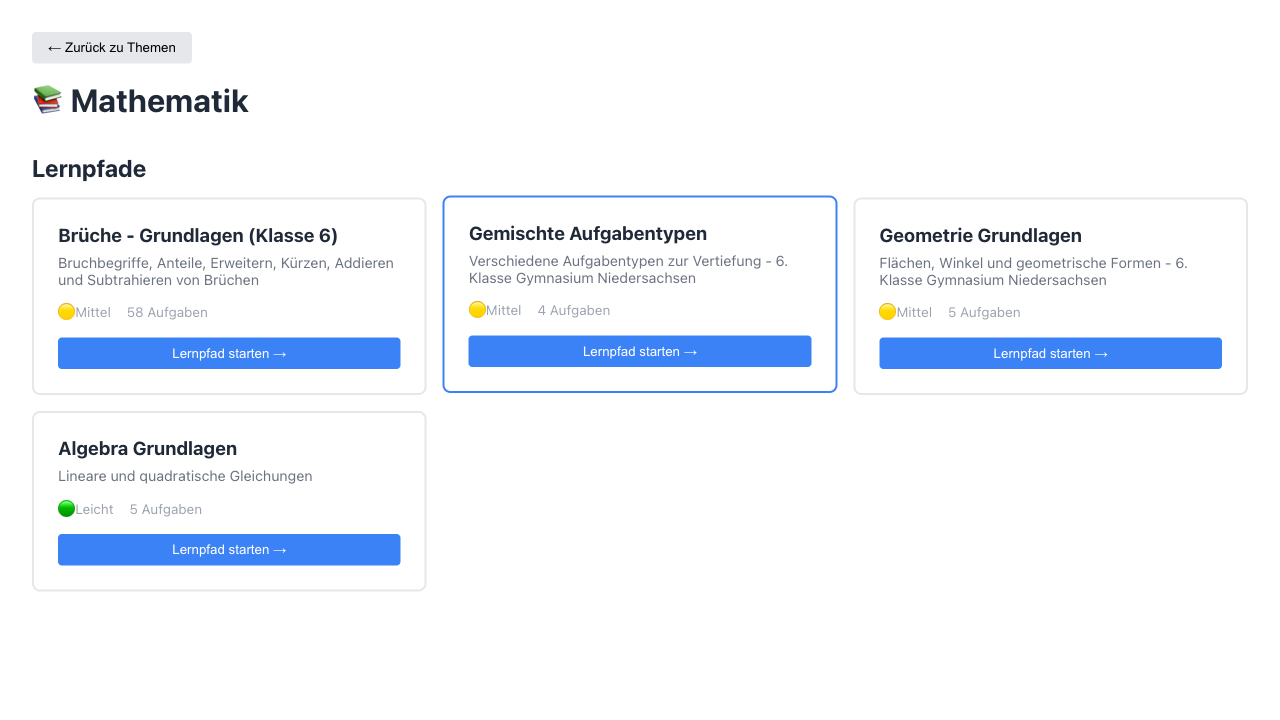 ← Zurück zu Themen
📚 Mathematik
Lernpfade
Brüche - Grundlagen (Klasse 6)
Bruchbegriffe, Anteile, Erweitern, Kürzen, Addieren
und Subtrahieren von Brüchen
🟡Mittel 58 Aufgaben
Lernpfad starten →
Gemischte Aufgabentypen
Verschiedene Aufgabentypen zur Vertiefung - 6.
Klasse Gymnasium Niedersachsen
🟡Mittel 4 Aufgaben
Lernpfad starten →
Geometrie Grundlagen
Flächen, Winkel und geometrische Formen - 6.
Klasse Gymnasium Niedersachsen
🟡Mittel 5 Aufgaben
Lernpfad starten →
Algebra Grundlagen
Lineare und quadratische Gleichungen
🟢Leicht 5 Aufgaben
Lernpfad starten →